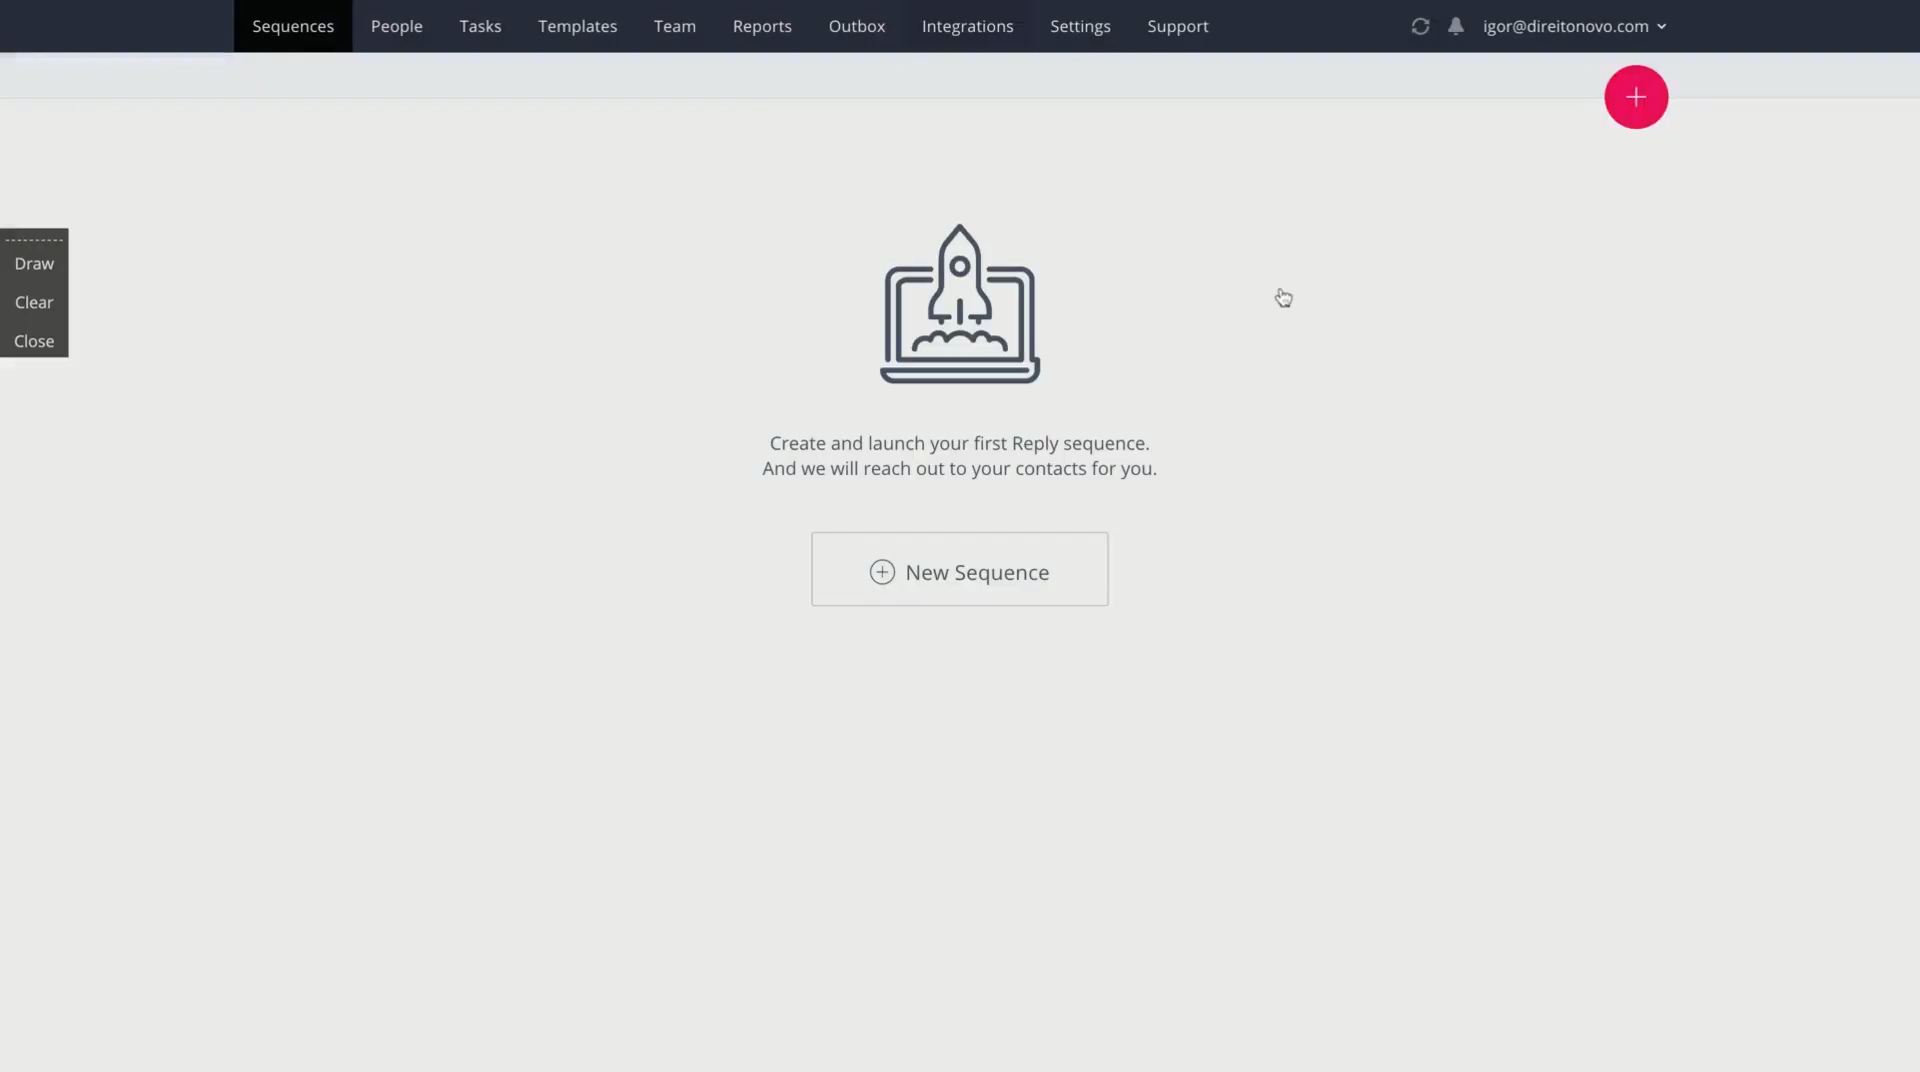 Sequences People Tasks Templates Team Reports Outbox Integrations Settings Support igor@direitonovo.com
Draw
Clear
Close
Create and launch your first Reply sequence.
And we will reach out to your contacts for you.
New Sequence